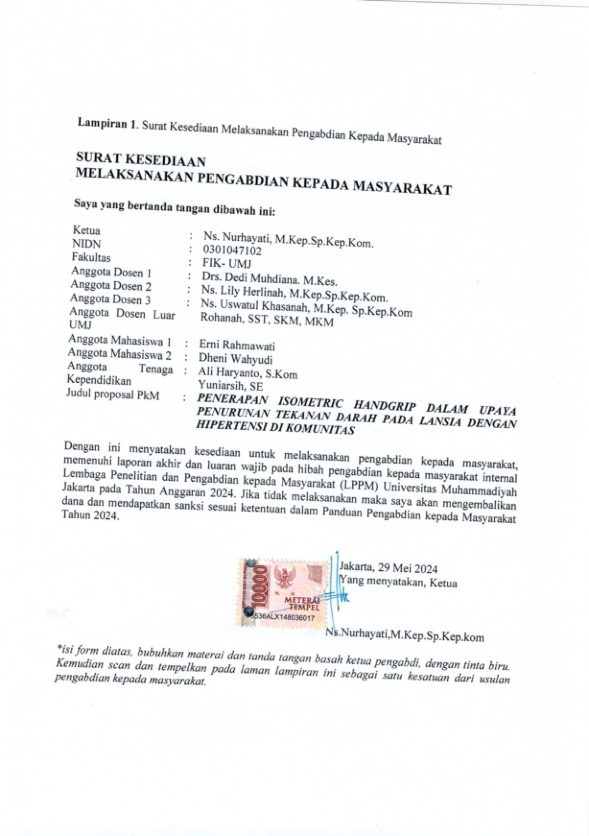 Lampiran 1. Surat Kesediaan Melaksanakan Pengabdian Kepada Masyarakat
SURAT KESEDIAAN
MELAKSANAKAN PENGABDIAN KEPADA MASYARAKAT
Saya yang bertanda tangan dibawah ini:
Ketua : Ns. Nurhayati, M.Kep.Sp.Kep.Kom.
NIDN : 0301047102
Fakultas : FIK- UMJ
Anggota Dosen 1 : Drs. Dedi Muhdiana. M.Kes.
Anggota Dosen 2 : Ns. Lily Herlinah, M.Kep.Sp.Kep.Kom.
Anggota Dosen 3 : Ns. Uswatul Khasanah, M.Kep. Sp.Kep.Kom
Anggota Dosen Luar Rohanah, SST, SKM, MKM
UMJ
Anggota Mahasiswa 1 : Erni Rahmawati
Anggota Mahasiswa 2 : Dheni Wahyudi
Anggota Tenaga : Ali Haryanto, S.Kom
Kependidikan Yuniarsih, SE
Judul proposal PkM : PENERAPAN ISOMETRIC HANDGRIP DALAM UPAYA
PENURUNAN TEKANAN DARAH PADA LANSIA DENGAN
HIPERTENSI DI KOMUNITAS
Dengan ini menyatakan kesediaan untuk melaksanakan pengabdian kepada masyarakat,
memenuhi laporan akhir dan luaran wajib pada hibah pengabdian kepada masyarakat internal
Lembaga Penelitian dan Pengabdian kepada Masyarakat (LPPM) Universitas Muhammadiyah
Jakarta pada Tahun Anggaran 2024. Jika tidak melaksanakan maka saya akan mengembalikan
dana dan mendapatkan sanksi sesuai ketentuan dalam Panduan Pengabdian kepada Masyarakat
Tahun 2024.
Jakarta, 29 Mei 2024
Yang menyatakan, Ketua
10000
METERAI
TEMPEL
6536ALX148036017
Ns.Nurhayati,M.Kep.Sp.Kep.kom
*isi form diatas, bubuhkan materai dan tanda tangan basah ketua pengabdi, dengan tinta biru.
Kemudian scan dan tempelkan pada laman lampiran ini sebagai satu kesatuan dari usulan
pengabdian kepada masyarakat.